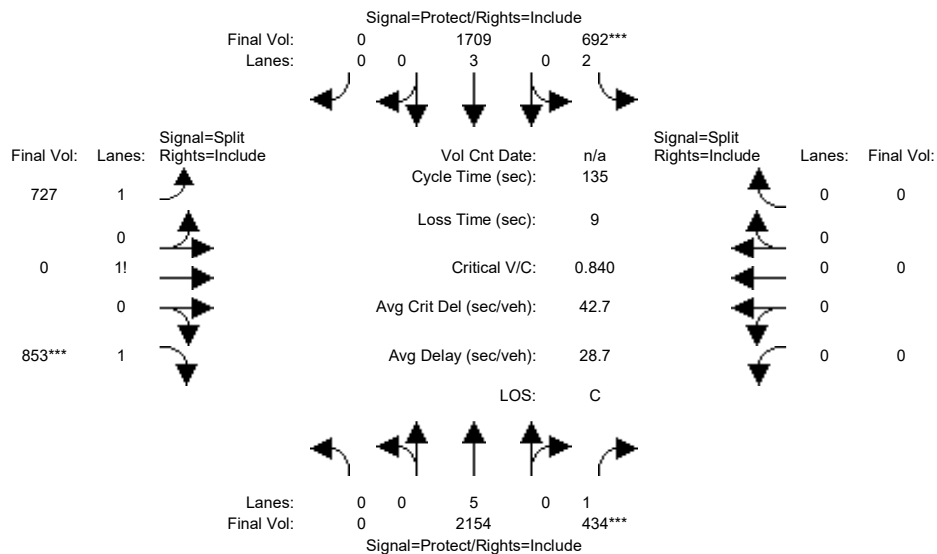 Signal=Protect/Rights=Include
Final Vol: 0 1709 692***
Lanes: 0 0 3 0 2
Signal=Split
Final Vol: Lanes: Rights=Include
Vol Cnt Date: n/a
Signal=Split
Rights=Include Lanes: Final Vol:
Cycle Time (sec): 135
727 1
0 0
Loss Time (sec): 9
0
0
0 1!
Critical V/C: 0.840
0 0
0
Avg Crit Del (sec/veh): 42.7
0
853*** 1
Avg Delay (sec/veh): 28.7
0 0
LOS: C
Lanes: 0 0 5 0 1
Final Vol: 0 2154 434***
Signal=Protect/Rights=Include